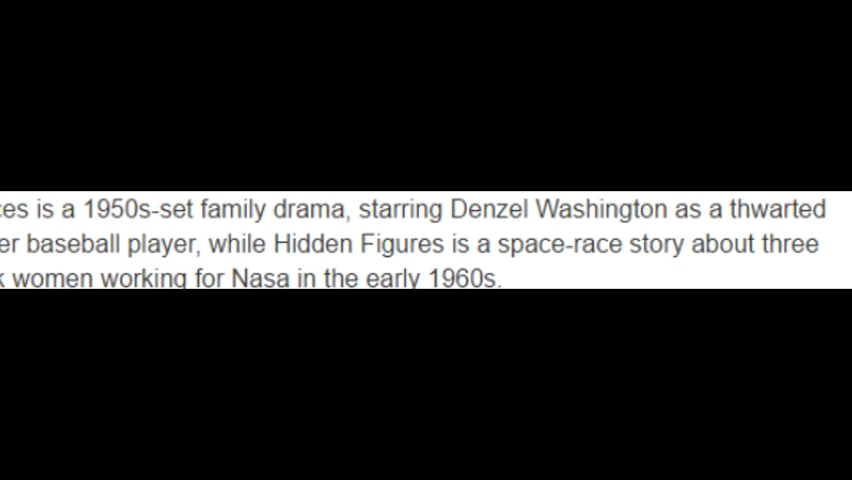 ces is a 1950s-set family drama, starring Denzel Washington as a thwarted
er baseball player, while Hidden Figures is a space-race story about three
k women working for Nasa in the early 1960s.